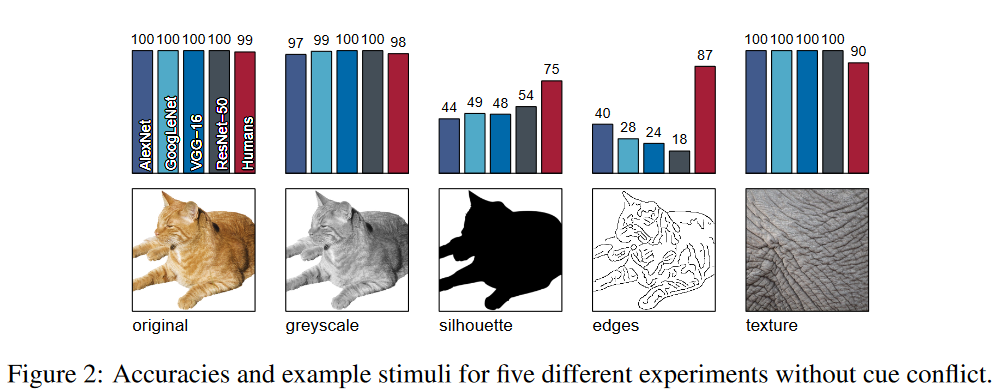 100 100 100 100 99
97 99 100 100 98
44 49 48 54 75
40 28 24 18 87
100 100 100 100 90
AlexNet
GoogLeNet
VGG−16
ResNet−50
Humans
original
greyscale
silhouette
edges
texture
Figure 2: Accuracies and example stimuli for five different experiments without cue conflict.